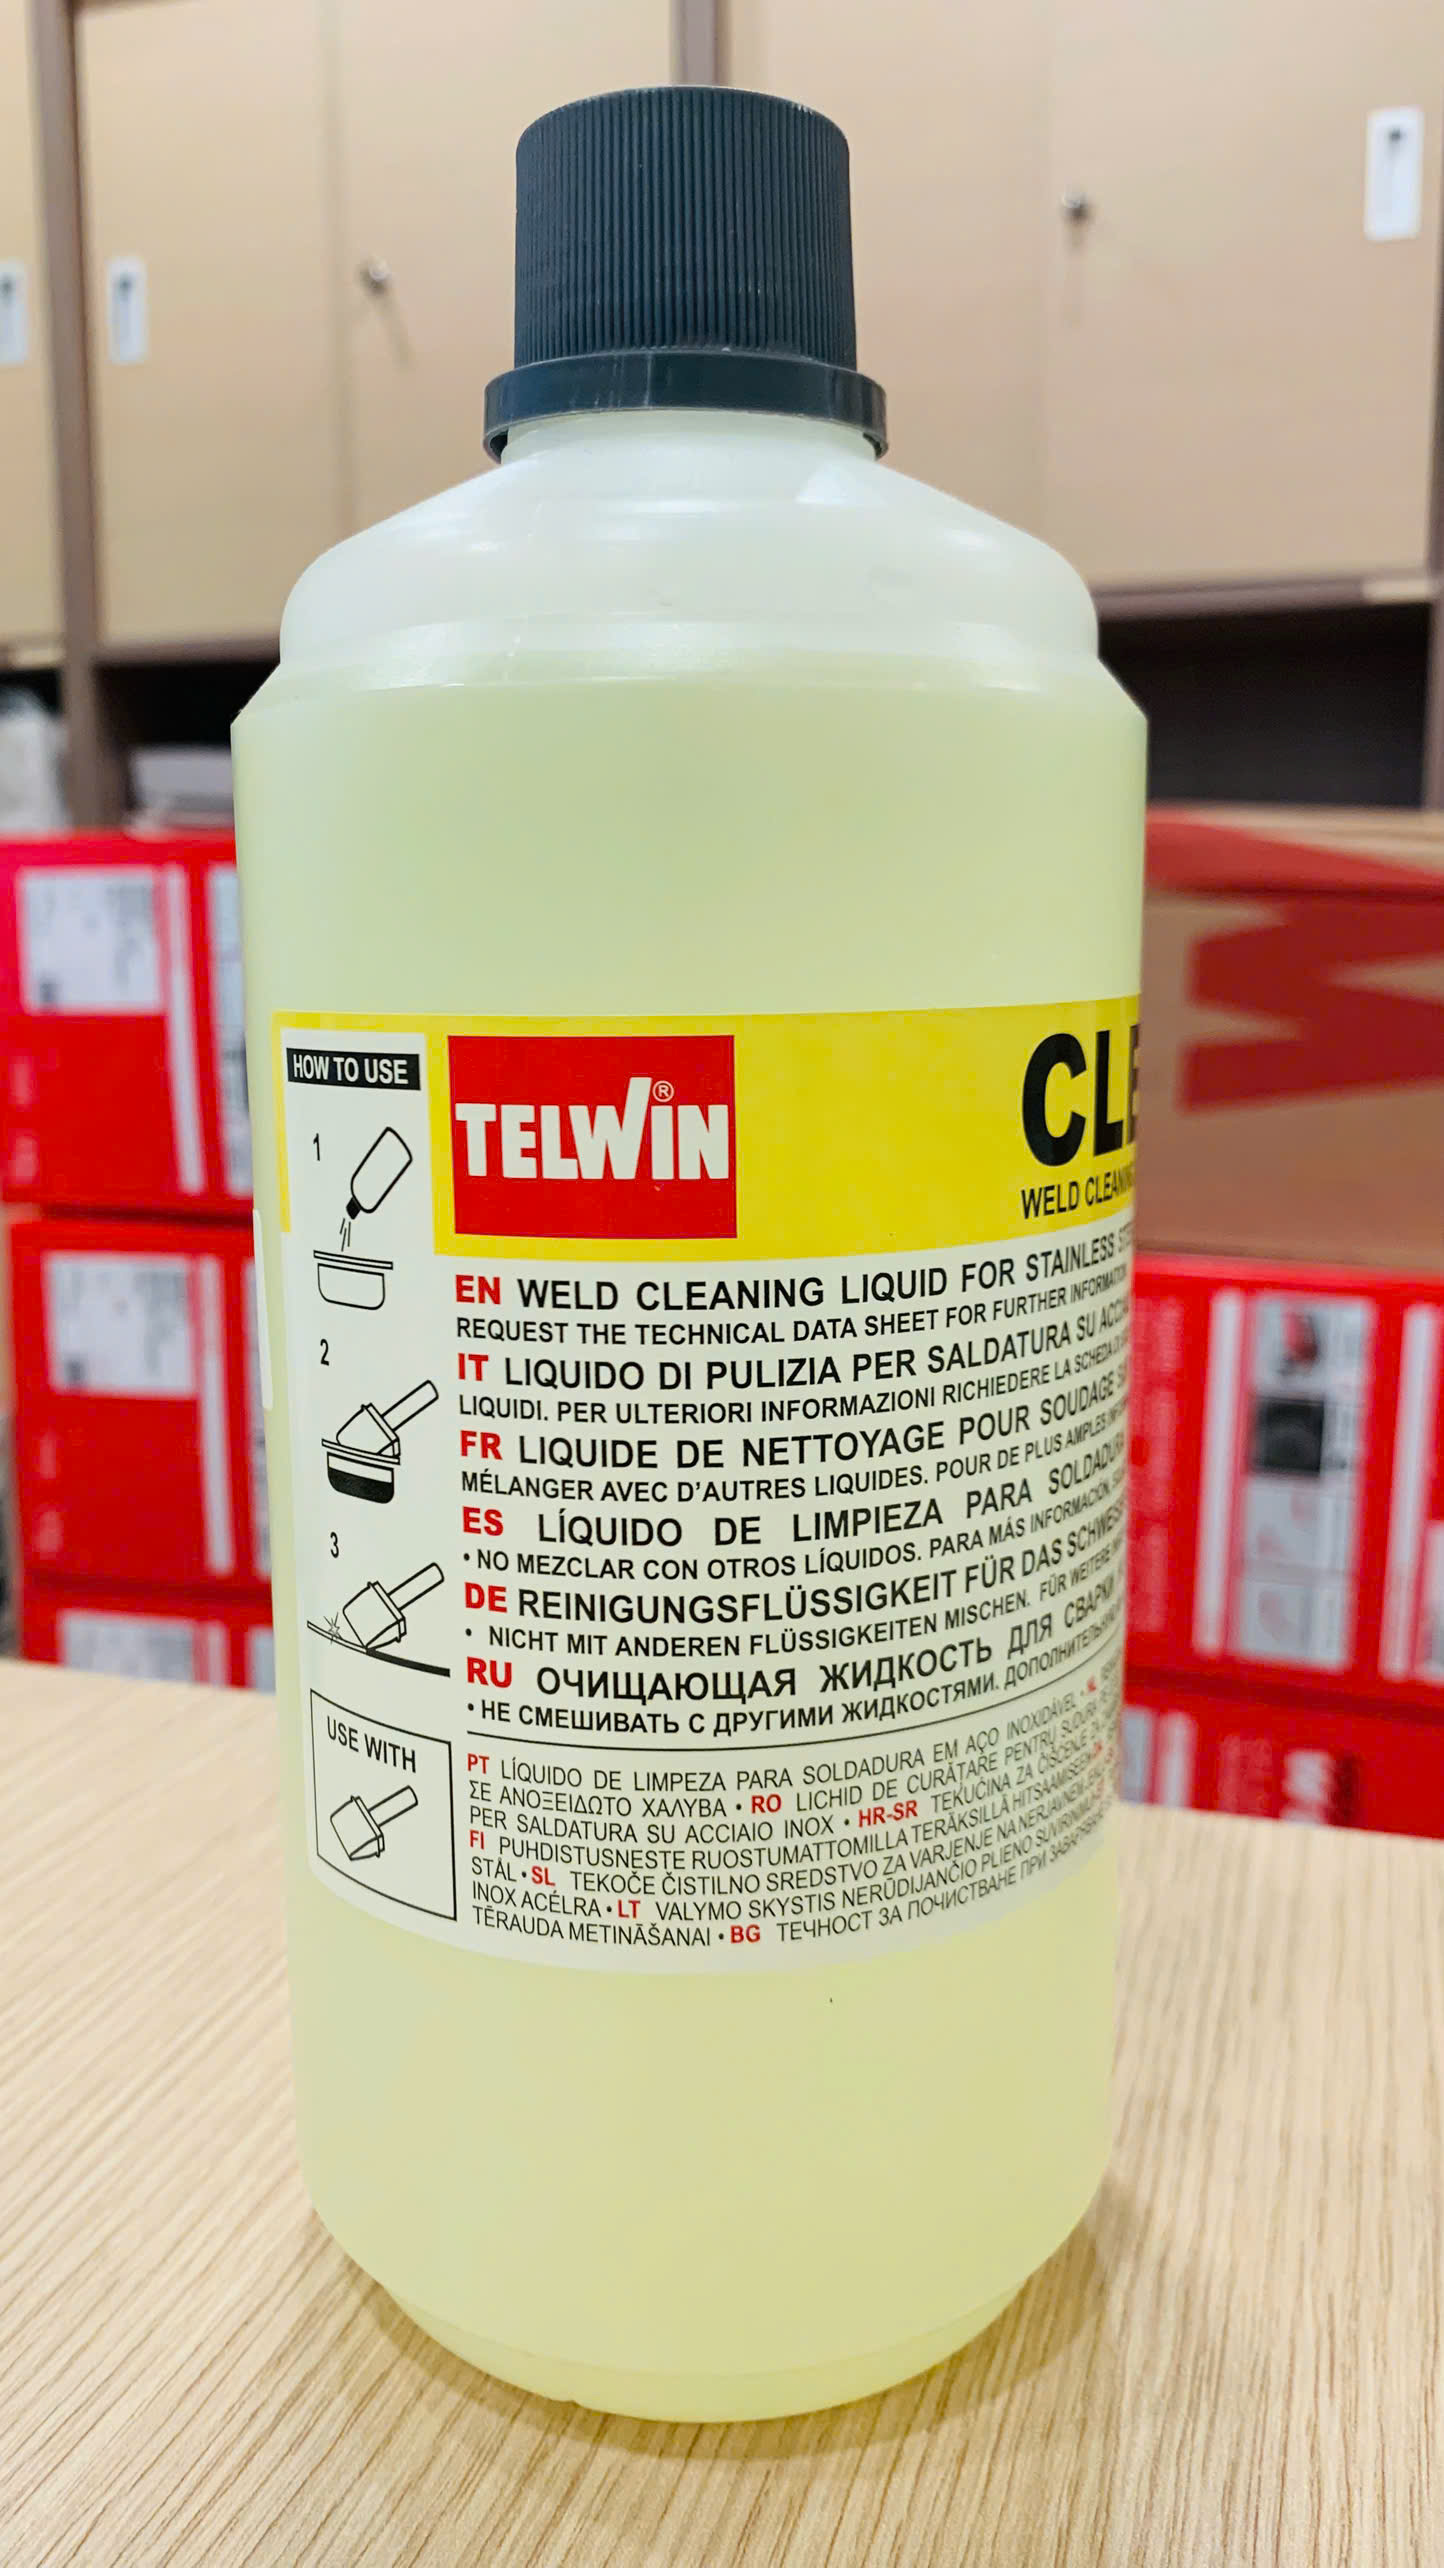 HOW TO USE
1
2
3
USE WITH
TELWIN®
CLE
WELD CLEANING
EN WELD CLEANING LIQUID FOR STAINLESS
REQUEST THE TECHNICAL DATA SHEET FOR FURTHER INFORMATION
IT LIQUIDO DI PULIZIA PER SALDATURA SU
LIQUIDI. PER ULTERIORI INFORMAZIONI RICHIEDERE LA SCHEDA
FR LIQUIDE DE NETTOYAGE POUR SOUDAGE
MÉLANGER AVEC D’AUTRES LIQUIDES. POUR DE PLUS AMPLES
ES LÍQUIDO DE LIMPIEZA PARA SOLDADURA
• NO MEZCLAR CON OTROS LÍQUIDOS. PARA MÁS INFORMACIÓN,
DE REINIGUNGSFLÜSSIGKEIT FÜR DAS
• NICHT MIT ANDEREN FLÜSSIGKEITEN MISCHEN. FÜR WEITERE
RU ОЧИЩАЮЩАЯ ЖИДКОСТЬ ДЛЯ СВАРКИ
• НЕ СМЕШИВАТЬ С ДРУГИМИ ЖИДКОСТЯМИ.
PT LÍQUIDO DE LIMPEZA PARA SOLDADURA EM AÇO INOXIDÁVEL • NL
ΣΕ ΑΝΟΞΕΙΔΩΤΟ ΧΑΛΥΒΑ • RO LICHID DE CURĂȚARE PENTRU SUDURA
PER SALDATURA SU ACCIAIO INOX • HR-SR TEKUĆINA ZA ČIŠĆENJE
FI PUHDISTUSNESTE RUOSTUMATTOMILLA TERÄKSILLÄ HITSAAMISEEN
STÅL • SL TEKOČE ČISTILNO SREDSTVO ZA VARJENJE NA NERJAVNEM
INOX ACÉLRA • LT VALYMO SKYSTIS NERŪDIJANČIO PLIENO
TĒRAUDA METINĀŠANAI • BG ТЕЧНОСТ ЗА ПОЧИСТВАНЕ ПРИ